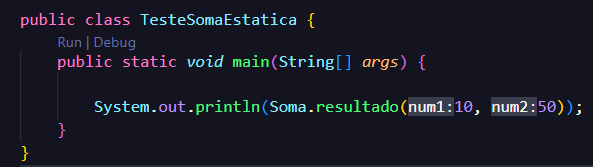 public class TesteSomaEstatica {
Run | Debug
public static void main(String[] args) {
System.out.println(Soma.resultado(num1:10, num2:50));
}
}